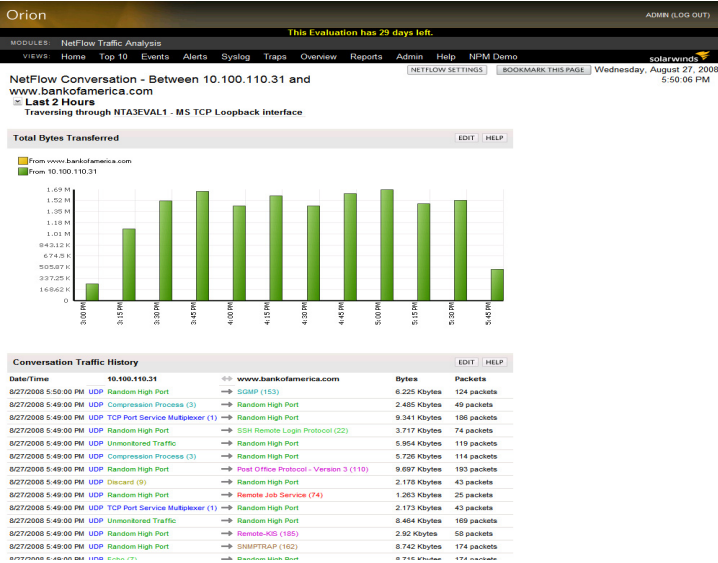 Orion
ADMIN (LOG OUT)
This Evaluation has 29 days left.
MODULES: NetFlow Traffic Analysis
VIEWS: Home Top 10 Events Alerts Syslog Traps Overview Reports Admin Help NPM Demo
solarwinds
NETFLOW SETTINGS BOOKMARK THIS PAGE Wednesday, August 27, 2008
5:50:06 PM
NetFlow Conversation - Between 10.100.110.31 and
www.bankofamerica.com
Last 2 Hours
Traversing through NTA3EVAL1 - MS TCP Loopback interface
Total Bytes Transferred EDIT HELP
From www.bankofamerica.com
From 10.100.110.31
1.69 M
1.52 M
1.35 M
1.18 M
1.01 M
843.12 K
674.5 K
505.87 K
337.25 K
168.62 K
0
3:00 PM 3:15 PM 3:30 PM 3:45 PM 4:00 PM 4:15 PM 4:30 PM 4:45 PM 5:00 PM 5:15 PM 5:30 PM 5:45 PM
Conversation Traffic History EDIT HELP
Date/Time 10.100.110.31 www.bankofamerica.com Bytes Packets
8/27/2008 5:50:00 PM UDP Random High Port SGMP (153) 6.225 Kbytes 124 packets
8/27/2008 5:49:00 PM UDP Compression Process (3) Random High Port 2.485 Kbytes 49 packets
8/27/2008 5:49:00 PM UDP TCP Port Service Multiplexer (1) Random High Port 9.341 Kbytes 186 packets
8/27/2008 5:49:00 PM UDP Random High Port SSH Remote Login Protocol (22) 3.717 Kbytes 74 packets
8/27/2008 5:49:00 PM UDP Unmonitored Traffic Random High Port 5.954 Kbytes 119 packets
8/27/2008 5:49:00 PM UDP Compression Process (3) Random High Port 5.726 Kbytes 114 packets
8/27/2008 5:49:00 PM UDP Random High Port Post Office Protocol - Version 3 (110) 9.697 Kbytes 193 packets
8/27/2008 5:49:00 PM UDP Discard (9) Random High Port 2.178 Kbytes 43 packets
8/27/2008 5:49:00 PM UDP Random High Port Remote Job Service (74) 1.263 Kbytes 25 packets
8/27/2008 5:49:00 PM UDP TCP Port Service Multiplexer (1) Random High Port 2.173 Kbytes 43 packets
8/27/2008 5:49:00 PM UDP Unmonitored Traffic Random High Port 8.464 Kbytes 169 packets
8/27/2008 5:49:00 PM UDP Random High Port Remote-KIS (185) 2.92 Kbytes 58 packets
8/27/2008 5:49:00 PM UDP Random High Port SNMPTRAP (162) 8.742 Kbytes 174 packets
8/27/2008 5:49:00 PM UDP Echo (7) Random High Port 8.715 Kbytes 174 packets